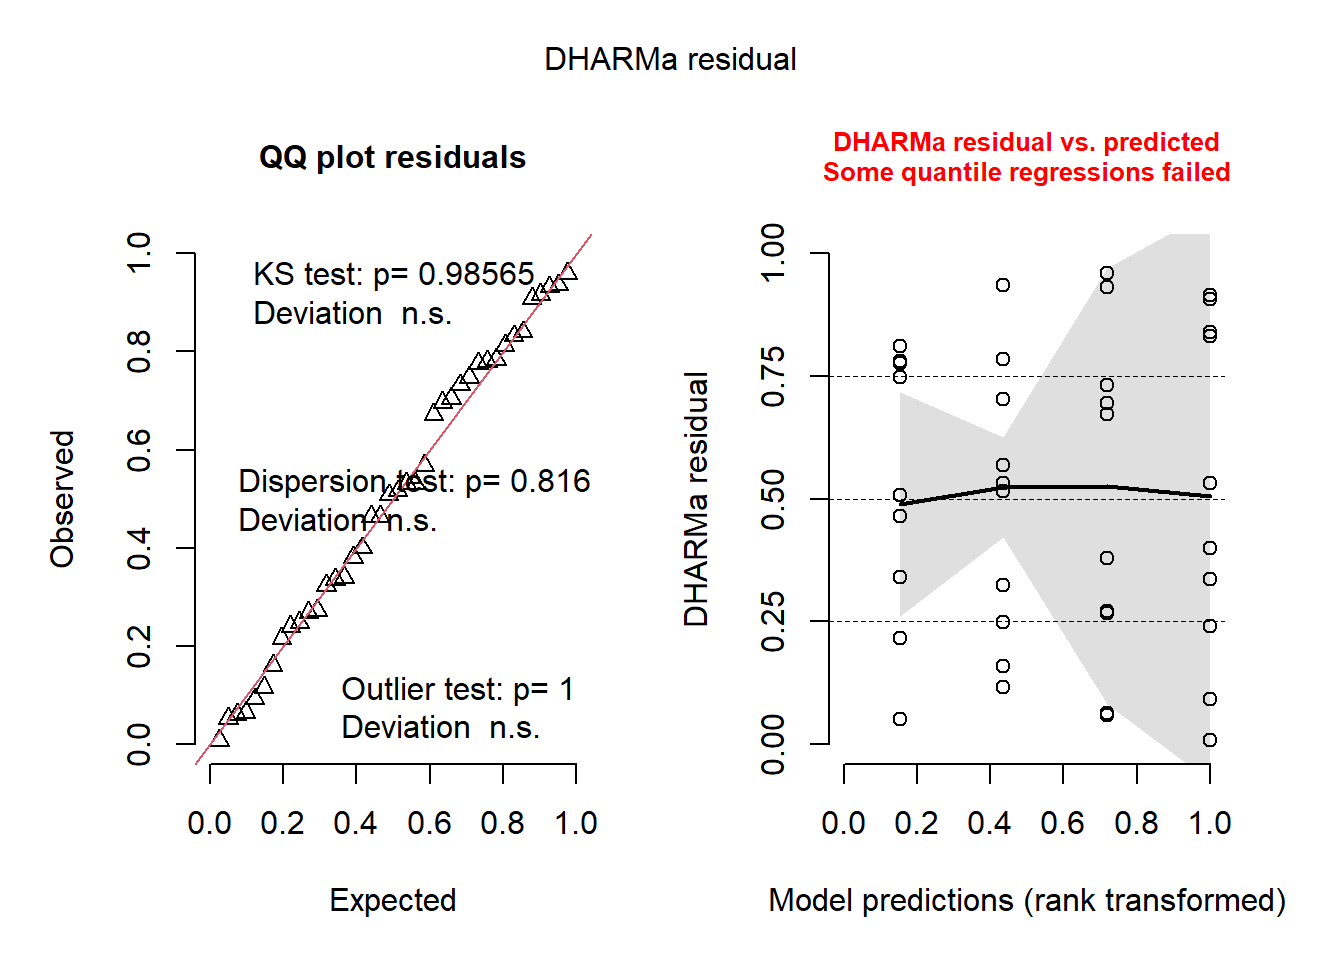 DHARMa residual
QQ plot residuals
KS test: p= 0.98565
Deviation  n.s.
Dispersion test: p= 0.816
Deviation  n.s.
Outlier test: p= 1
Deviation  n.s.
Observed
0.0 0.2 0.4 0.6 0.8 1.0
0.0 0.2 0.4 0.6 0.8 1.0
Expected
DHARMa residual vs. predicted
Some quantile regressions failed
DHARMa residual
0.00 0.25 0.50 0.75 1.00
0.0 0.2 0.4 0.6 0.8 1.0
Model predictions (rank transformed)